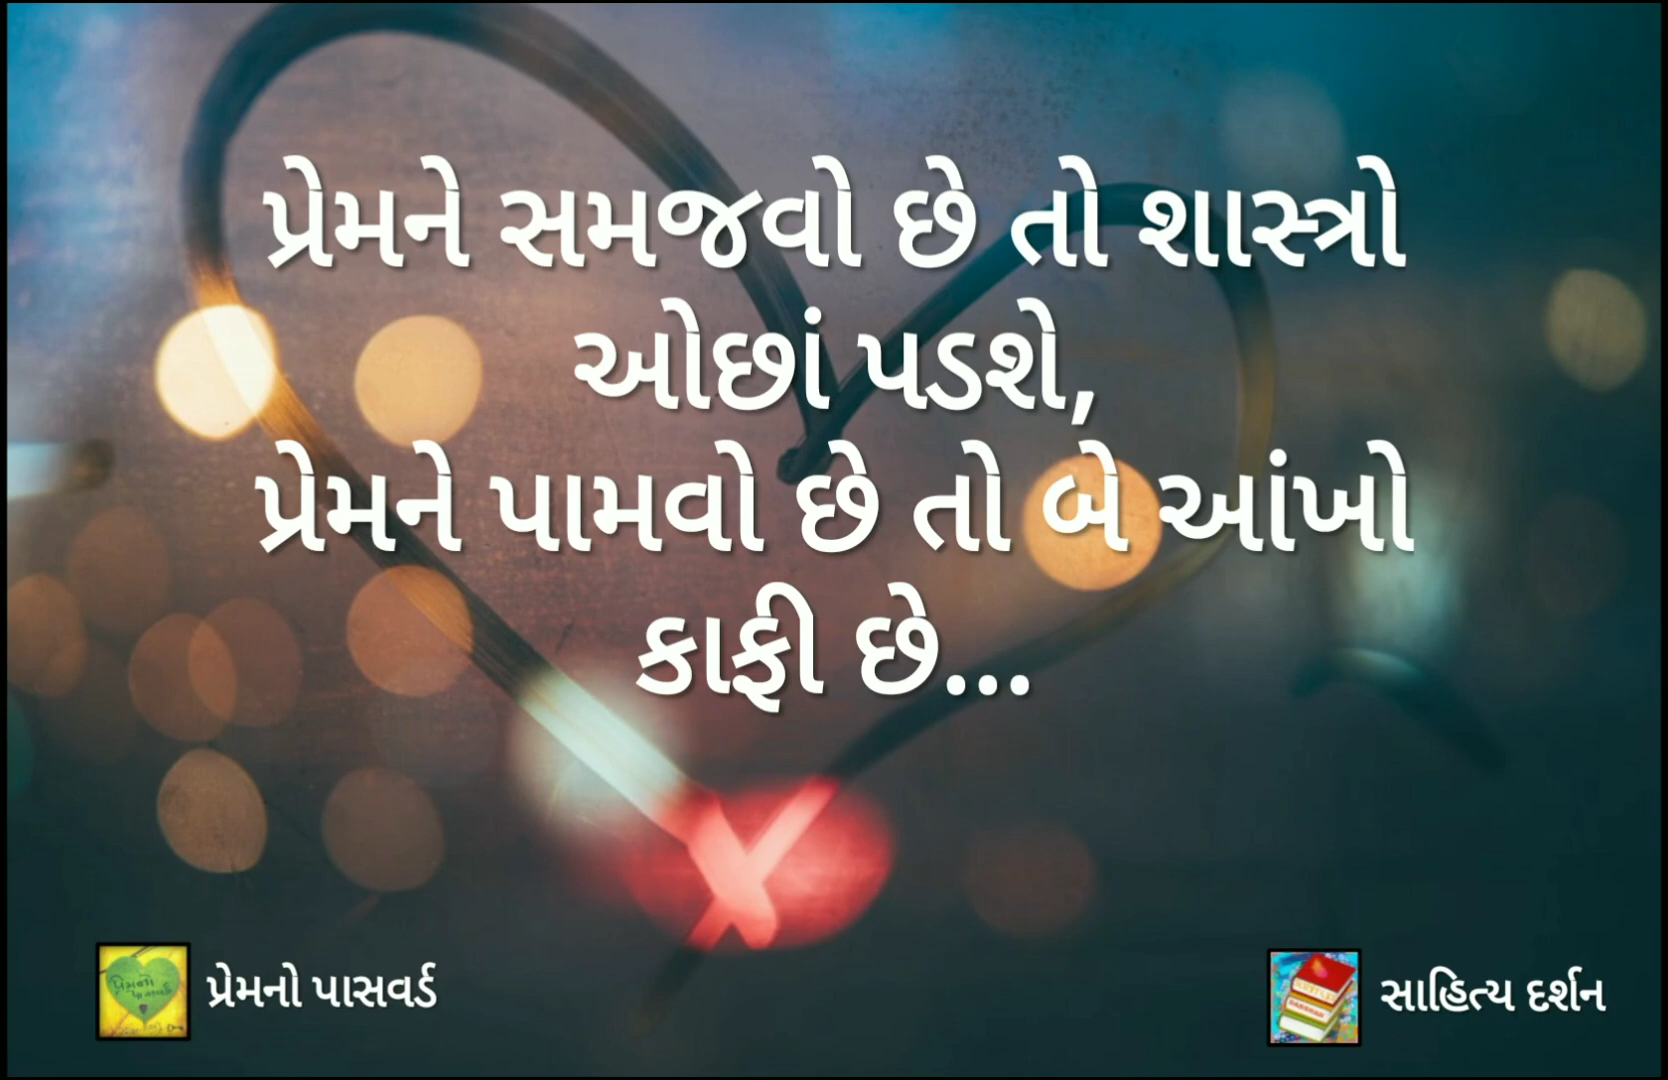 પ્રેમને સમજવો છે તો શાસ્ત્રો
ઓછાં પડશે,
પ્રેમને પામવો છે તો બે આંખો
કાફી છે...
પ્રેમનો પાસવર્ડ
સાહિત્ય દર્શન